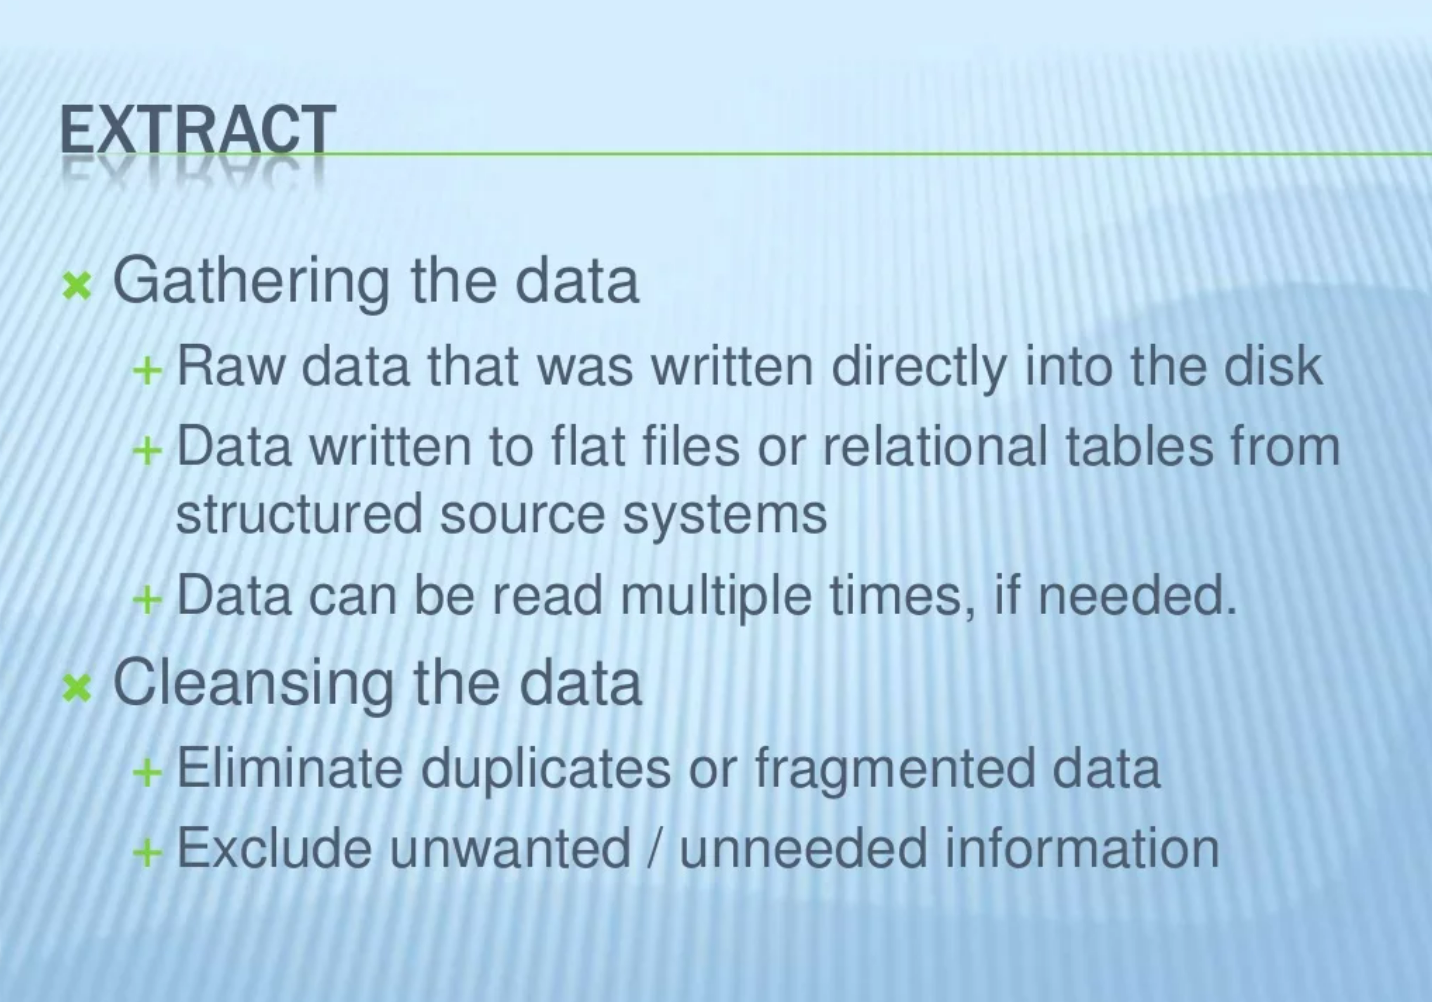 EXTRACT
Gathering the data
Raw data that was written directly into the disk
Data written to flat files or relational tables from
structured source systems
Data can be read multiple times, if needed.
Cleansing the data
Eliminate duplicates or fragmented data
Exclude unwanted / unneeded information